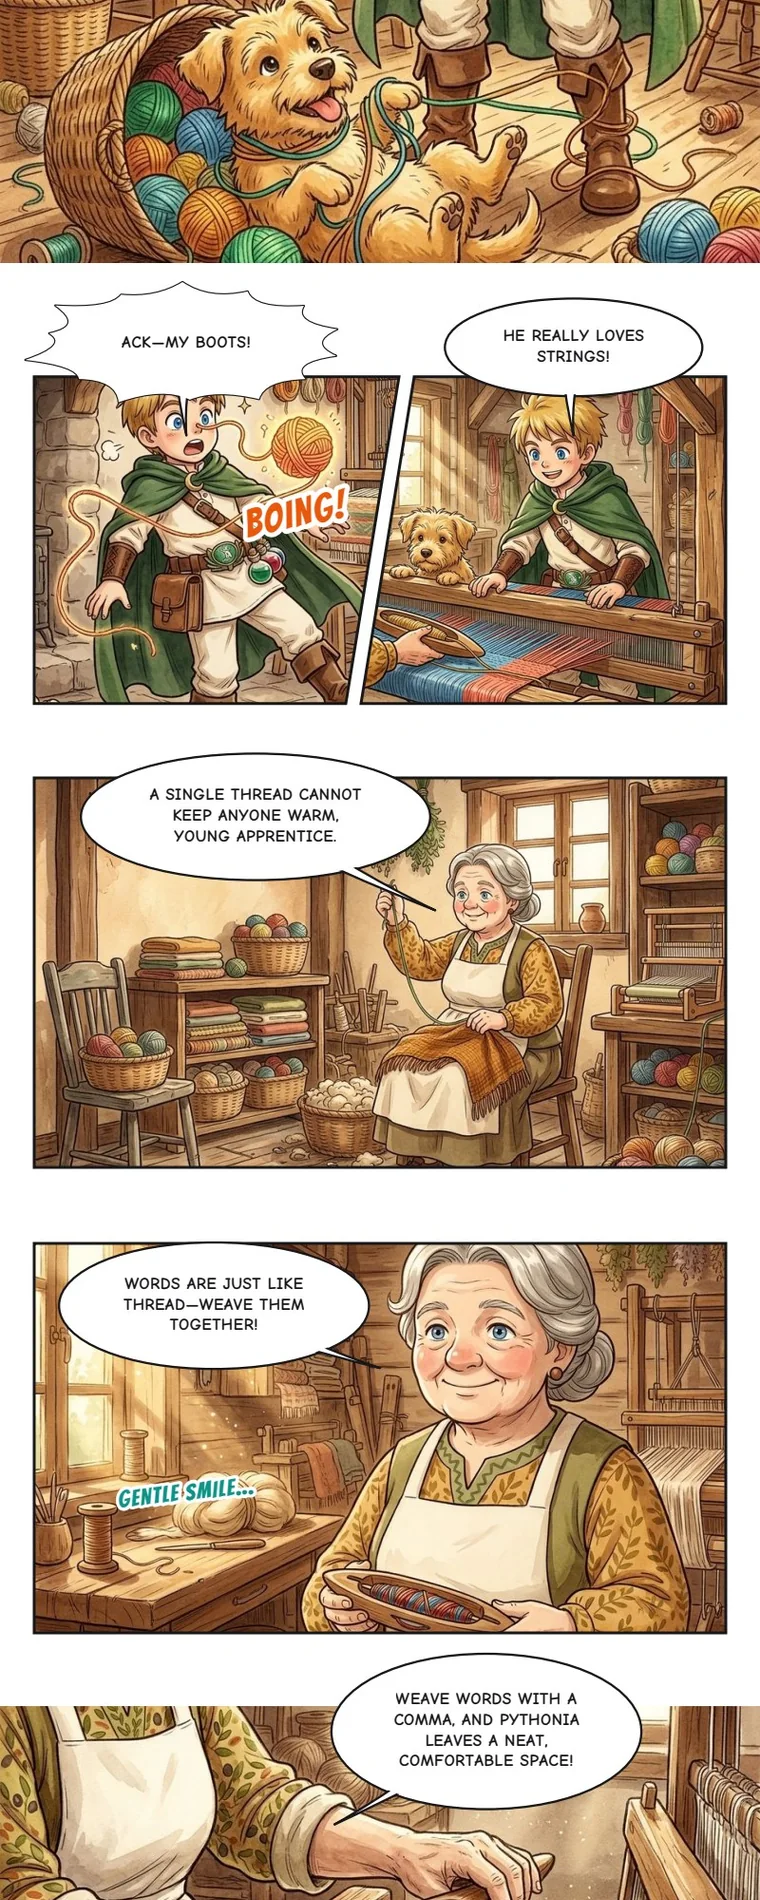 ACK—MY BOOTS!
BOING!
HE REALLY LOVES
STRINGS!
A SINGLE THREAD CANNOT
KEEP ANYONE WARM,
YOUNG APPRENTICE.
WORDS ARE JUST LIKE
THREAD—WEAVE THEM
TOGETHER!
GENTLE SMILE...
WEAVE WORDS WITH A
COMMA, AND PYTHONIA
LEAVES A NEAT,
COMFORTABLE SPACE!